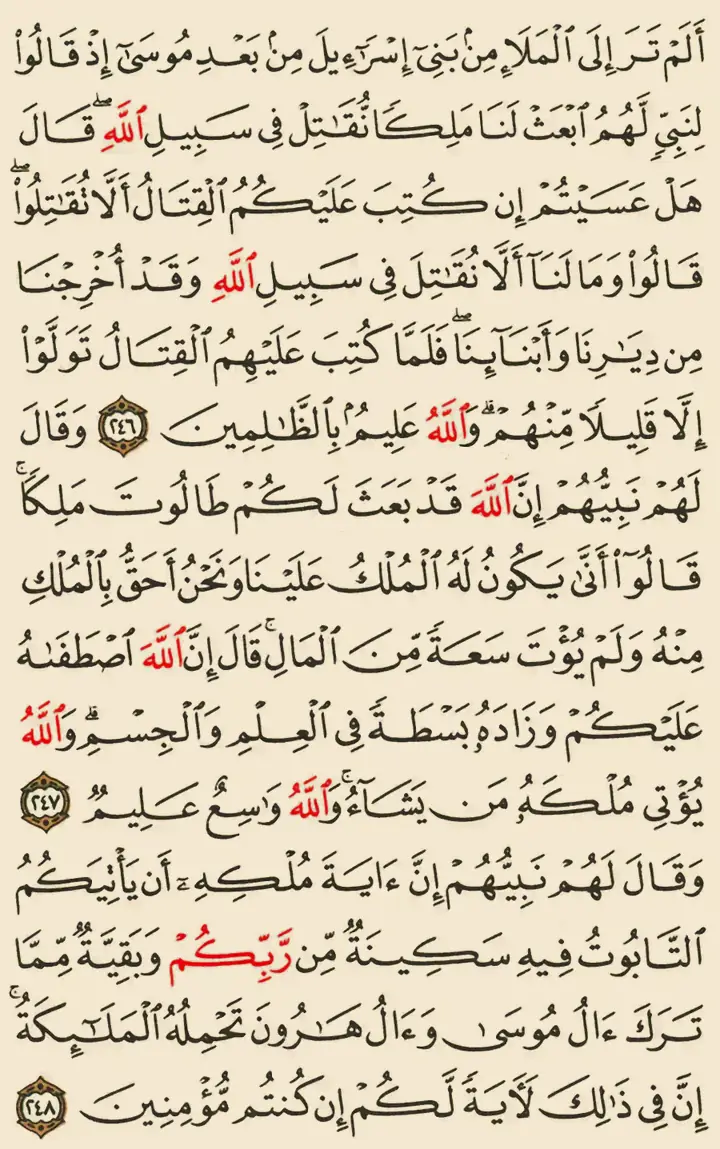 أَلَمْ تَرَ إِلَى ٱلْمَلَإِ مِنۢ بَنِىٓ إِسْرَٰٓءِيلَ مِنۢ بَعْدِ مُوسَىٰٓ إِذْ قَالُوا۟
لِنَبِىٍّ لَّهُمُ ٱبْعَثْ لَنَا مَلِكًا نُّقَٰتِلْ فِى سَبِيلِ ٱللَّهِ ۖ قَالَ
هَلْ عَسَيْتُمْ إِن كُتِبَ عَلَيْكُمُ ٱلْقِتَالُ أَلَّا تُقَٰتِلُوا۟ ۖ
قَالُوا۟ وَمَا لَنَآ أَلَّا نُقَٰتِلَ فِى سَبِيلِ ٱللَّهِ وَقَدْ أُخْرِجْنَا
مِن دِيَٰرِنَا وَأَبْنَآئِنَا ۖ فَلَمَّا كُتِبَ عَلَيْهِمُ ٱلْقِتَالُ تَوَلَّوْا۟
إِلَّا قَلِيلًا مِّنْهُمْ ۗ وَٱللَّهُ عَلِيمٌۢ بِٱلظَّٰلِمِينَ ٢٤٦ وَقَالَ
لَهُمْ نَبِيُّهُمْ إِنَّ ٱللَّهَ قَدْ بَعَثَ لَكُمْ طَالُوتَ مَلِكًا ۚ
قَالُوٓا۟ أَنَّىٰ يَكُونُ لَهُ ٱلْمُلْكُ عَلَيْنَا وَنَحْنُ أَحَقُّ بِٱلْمُلْكِ
مِنْهُ وَلَمْ يُؤْتَ سَعَةً مِّنَ ٱلْمَالِ ۚ قَالَ إِنَّ ٱللَّهَ ٱصْطَفَىٰهُ
عَلَيْكُمْ وَزَادَهُۥ بَسْطَةً فِى ٱلْعِلْمِ وَٱلْجِسْمِ ۖ وَٱللَّهُ
يُؤْتِى مُلْكَهُۥ مَن يَشَآءُ ۚ وَٱللَّهُ وَٰسِعٌ عَلِيمٌ ٢٤٧
وَقَالَ لَهُمْ نَبِيُّهُمْ إِنَّ ءَايَةَ مُلْكِهِۦٓ أَن يَأْتِيَكُمُ
ٱلتَّابُوتُ فِيهِ سَكِينَةٌ مِّن رَّبِّكُمْ وَبَقِيَّةٌ مِّمَّا
تَرَكَ ءَالُ مُوسَىٰ وَءَالُ هَٰرُونَ تَحْمِلُهُ ٱلْمَلَٰٓئِكَةُ ۚ
إِنَّ فِى ذَٰلِكَ لَءَايَةً لَّكُمْ إِن كُنتُم مُّؤْمِنِينَ ٢٤٨